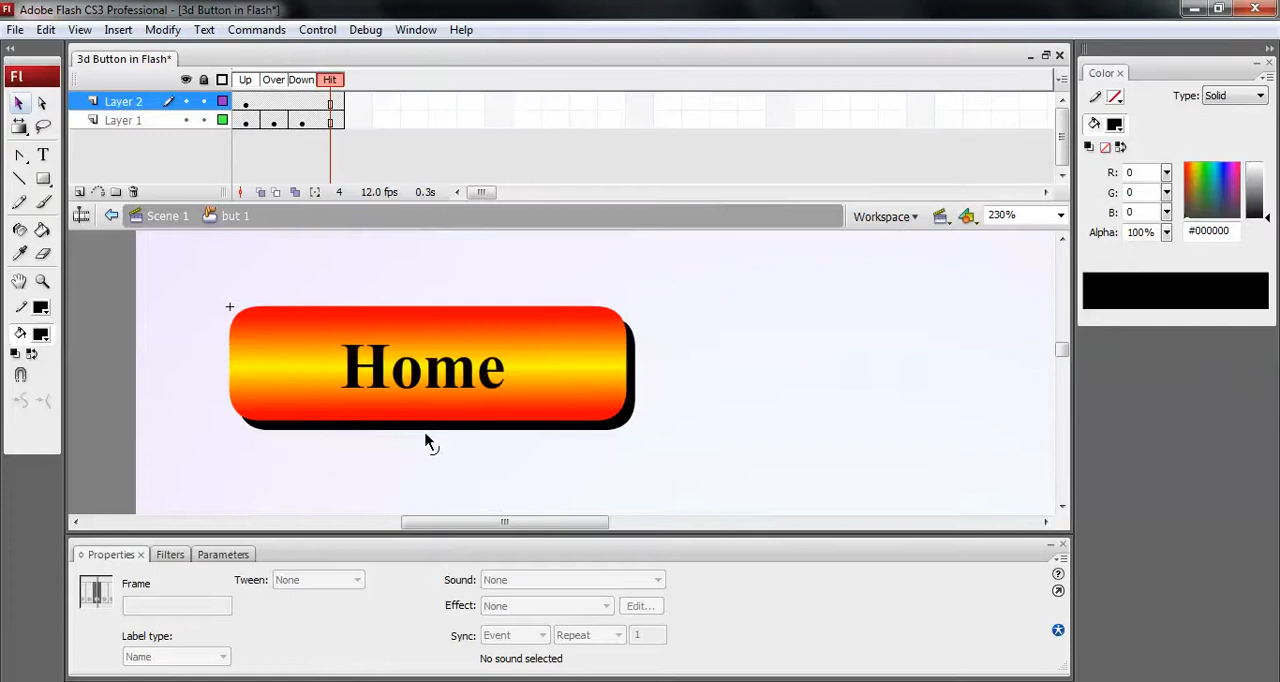 Fl Adobe Flash CS3 Professional - [3d Button in Flash*]
File Edit View Insert Modify Text Commands Control Debug Window Help
3d Button in Flash*
Fl
Up Over Down Hit
Layer 2
Layer 1
4 12.0 fps 0.3s
Scene 1 but 1
Workspace
230%
Home
Properties Filters Parameters
Frame
Tween: None
Label type:
Name
Sound: None
Effect: None Edit...
Sync: Event Repeat 1
No sound selected
Color
Type: Solid
R: 0
G: 0
B: 0
Alpha: 100% #000000